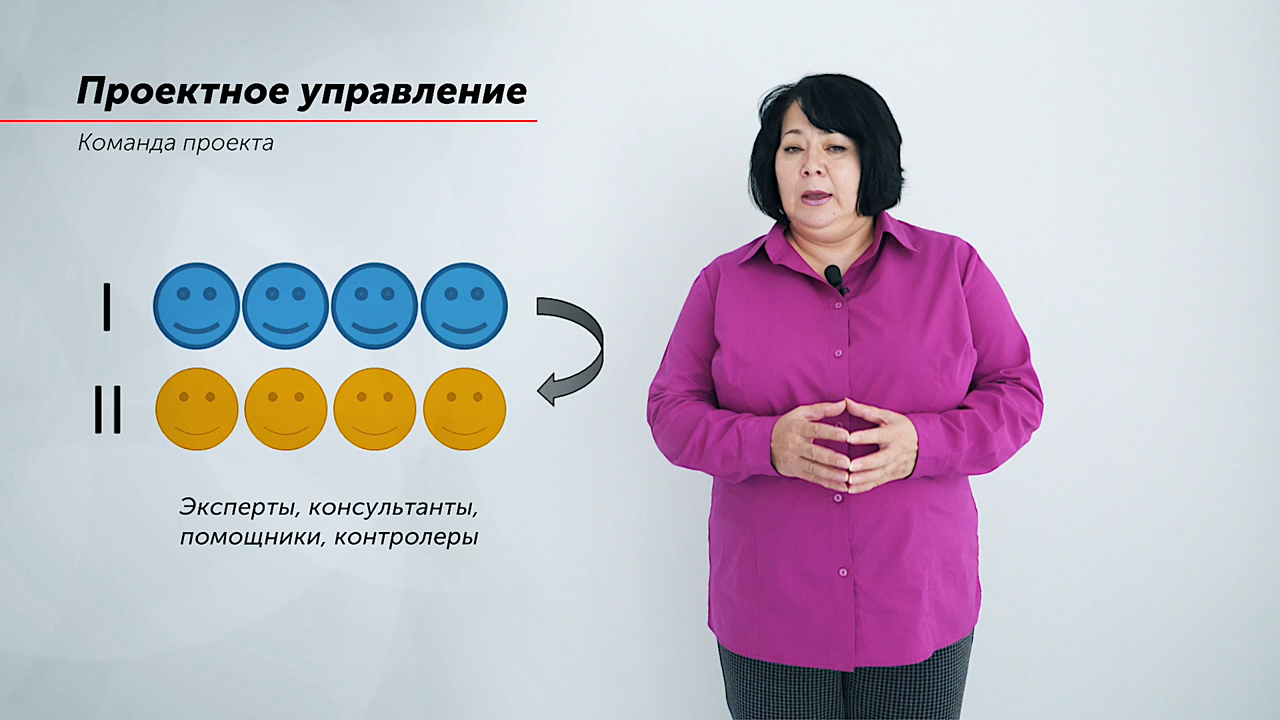 Проектное управление
Команда проекта
I
II
Эксперты, консультанты,
помощники, контролеры